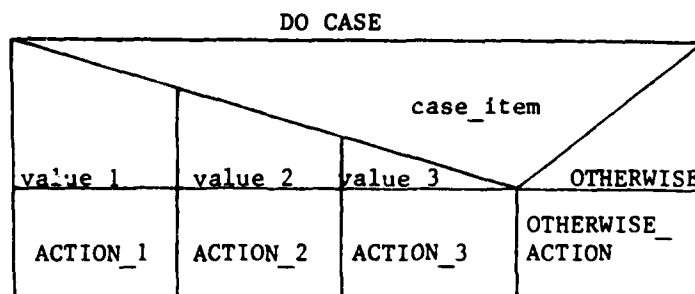 DO CASE
case_item
value 1 value 2 value 3 OTHERWISE
ACTION_1 ACTION_2 ACTION_3 OTHERWISE_
ACTION